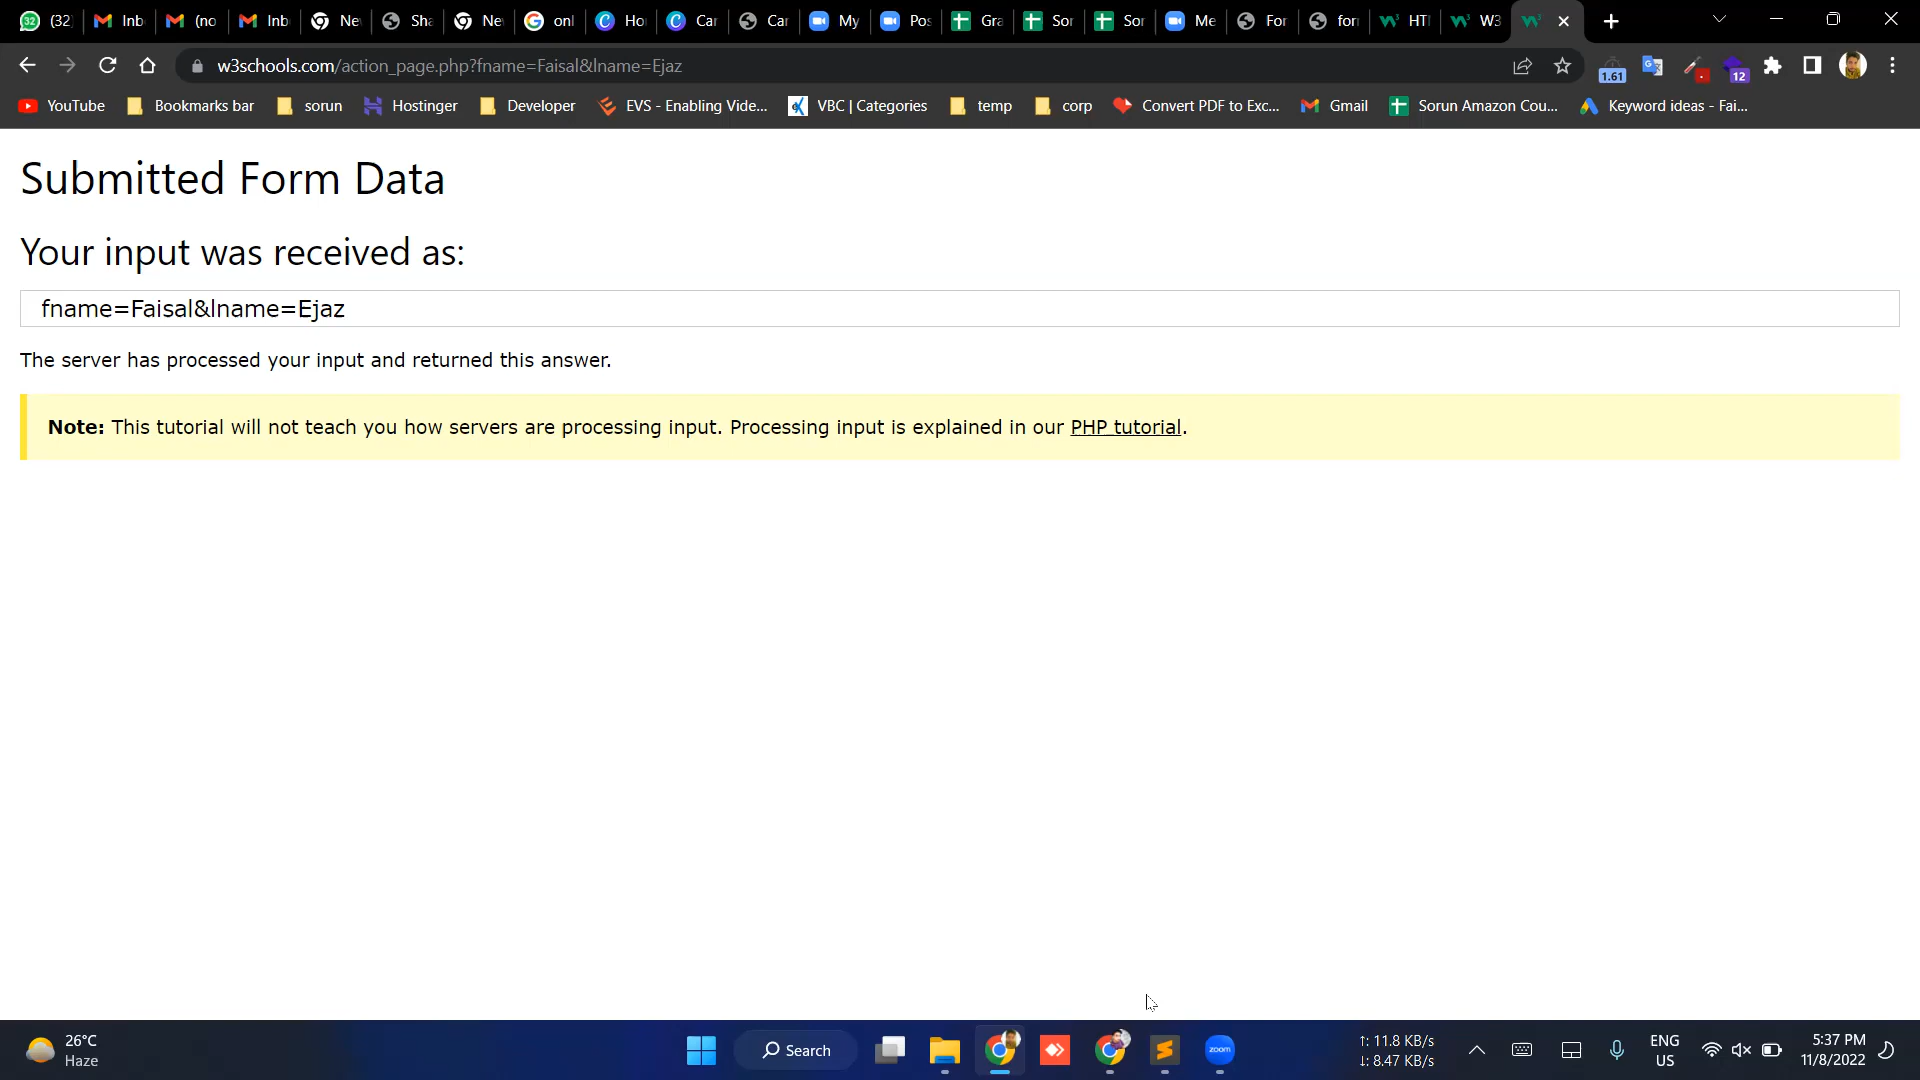 (32
Inb
(no
Inb
Ne
Sha
Ne
onl
Ho
Car
Car
My
Pos
Gra
Sor
Sor
Me
For
for
HTI
W3
w3schools.com/action_page.php?fname=Faisal&lname=Ejaz
1.61
12
YouTube
Bookmarks bar
sorun
Hostinger
Developer
EVS - Enabling Vide...
VBC | Categories
temp
corp
Convert PDF to Exc...
Gmail
Sorun Amazon Cou...
Keyword ideas - Fai...
Submitted Form Data
Your input was received as:
fname=Faisal&lname=Ejaz
The server has processed your input and returned this answer.
Note: This tutorial will not teach you how servers are processing input. Processing input is explained in our PHP tutorial.
26°C
Haze
Search
zoom
↑: 11.8 KB/s
↓: 8.47 KB/s
ENG
US
5:37 PM
11/8/2022